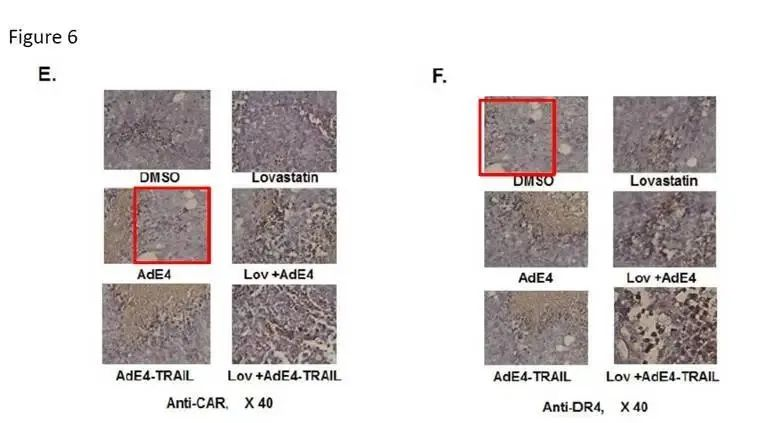 Figure 6
E.
DMSO
Lovastatin
AdE4
Lov +AdE4
AdE4-TRAIL
Lov +AdE4-TRAIL
Anti-CAR, X 40
F.
DMSO
Lovastatin
AdE4
Lov +AdE4
AdE4-TRAIL
Lov +AdE4-TRAIL
Anti-DR4, X 40